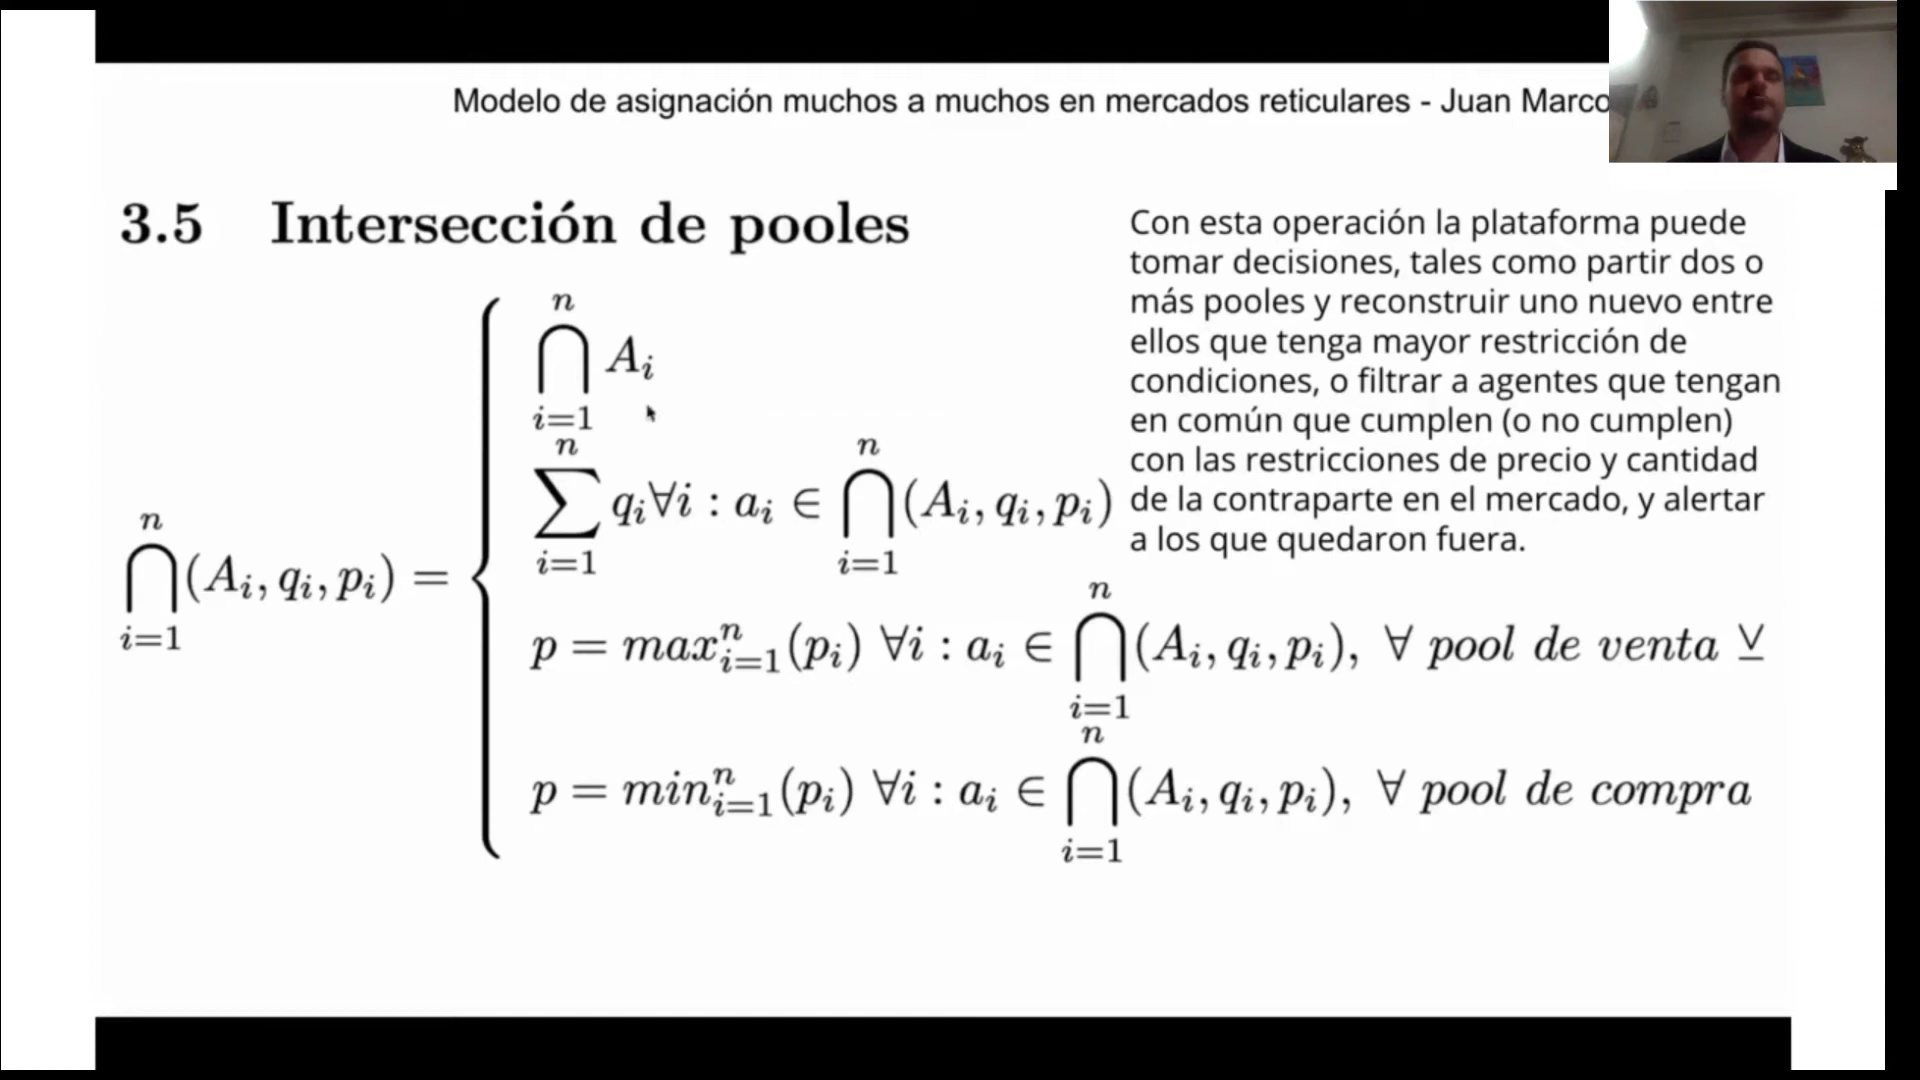 Modelo de asignación muchos a muchos en mercados reticulares - Juan Marco
3.5 Intersección de pooles
Con esta operación la plataforma puede
tomar decisiones, tales como partir dos o
más pooles y reconstruir uno nuevo entre
ellos que tenga mayor restricción de
condiciones, o filtrar a agentes que tengan
en común que cumplen (o no cumplen)
con las restricciones de precio y cantidad
de la contraparte en el mercado, y alertar
a los que quedaron fuera.
⋂_{i=1}^{n} (A_i, q_i, p_i) = {
⋂_{i=1}^{n} A_i
∑_{i=1}^{n} q_i ∀i : a_i ∈ ⋂_{i=1}^{n} (A_i, q_i, p_i)
p = max_{i=1}^{n}(p_i) ∀i : a_i ∈ ⋂_{i=1}^{n} (A_i, q_i, p_i), ∀ pool de venta ⊻
p = min_{i=1}^{n}(p_i) ∀i : a_i ∈ ⋂_{i=1}^{n} (A_i, q_i, p_i), ∀ pool de compra